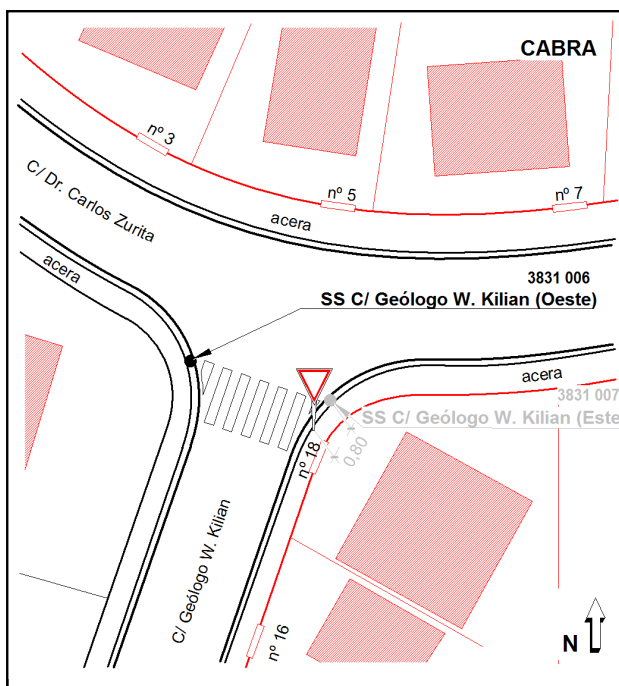 CABRA
nº 3
nº 5
nº 7
C/ Dr. Carlos Zurita
acera
acera
3831 006
SS C/ Geólogo W. Kilian (Oeste)
acera
3831 007
SS C/ Geólogo W. Kilian (Este
0,80
nº 18
C/ Geólogo W. Kilian
nº 16
N